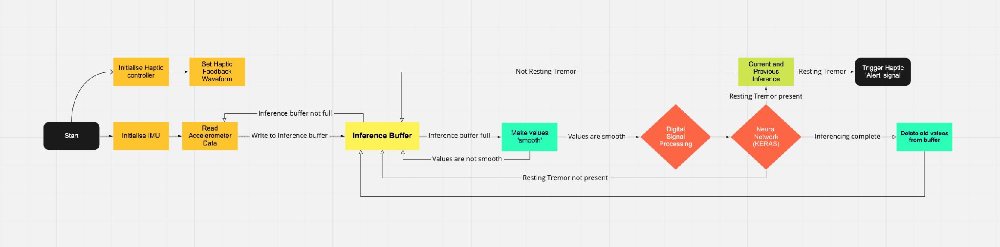 Initialise Haptic
controller
Set Haptic
Feedback
Waveform
Not Resting Tremor
Current and
Previous
Inference
Resting Tremor
Trigger Haptic
'Alert' signal
Resting Tremor present
Inference buffer not full
Start
Initialise IMU
Read
Accelerometer
Data
Write to inference buffer
Inference Buffer
Inference buffer full
Make values
'smooth'
Values are smooth
Digital
Signal
Processing
Neural
Network
(KERAS)
Inferencing complete
Delete old values
from buffer
Values are not smooth
Resting Tremor not present